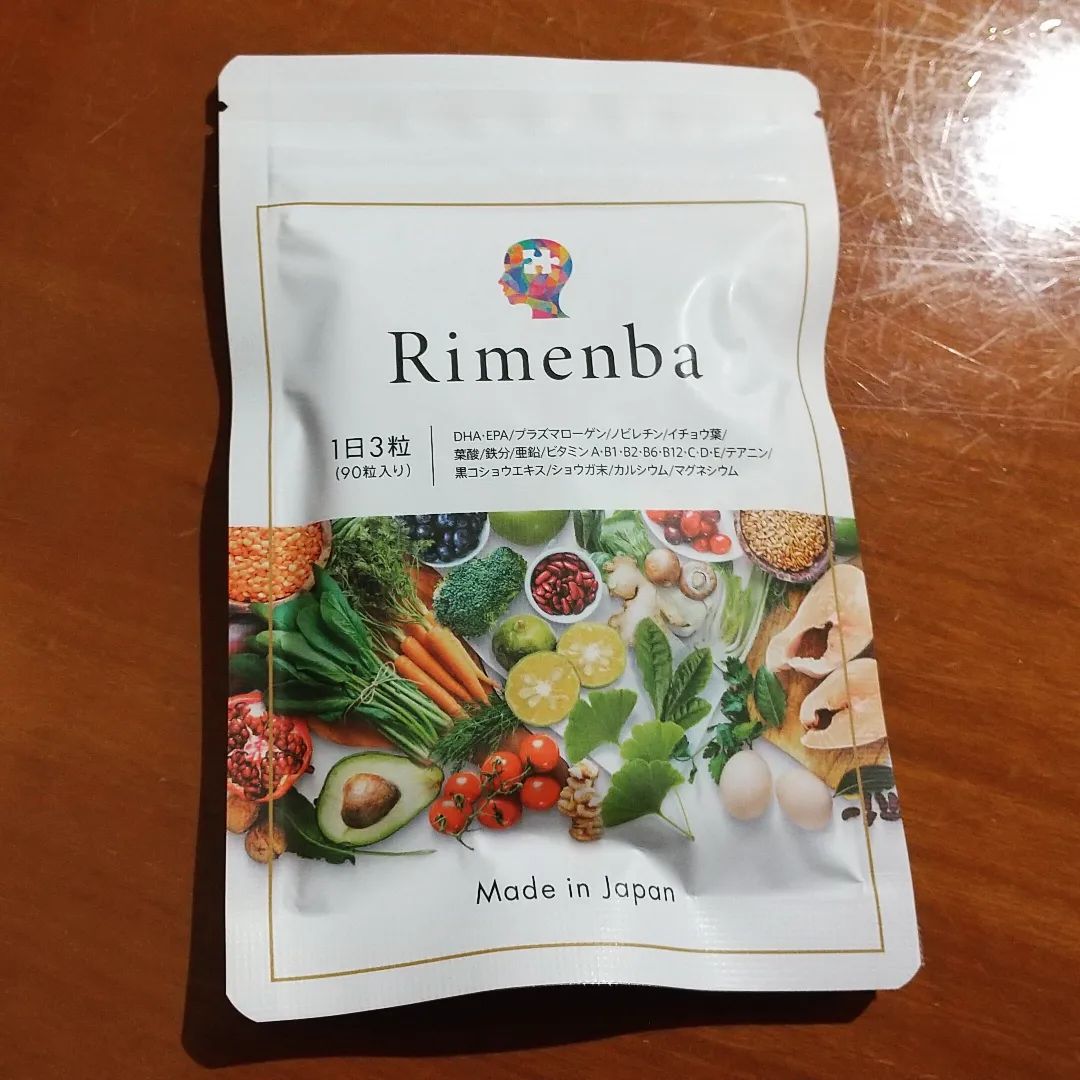 Rimenba
1日3粒
(90粒入り)
DHA・EPA/プラズマローゲン/ノビレチン/イチョウ葉/
葉酸/鉄分/亜鉛/ビタミンA・B1・B2・B6・B12・C・D・E/テアニン/
黒コショウエキス/ショウガ末/カルシウム/マグネシウム
Made in Japan